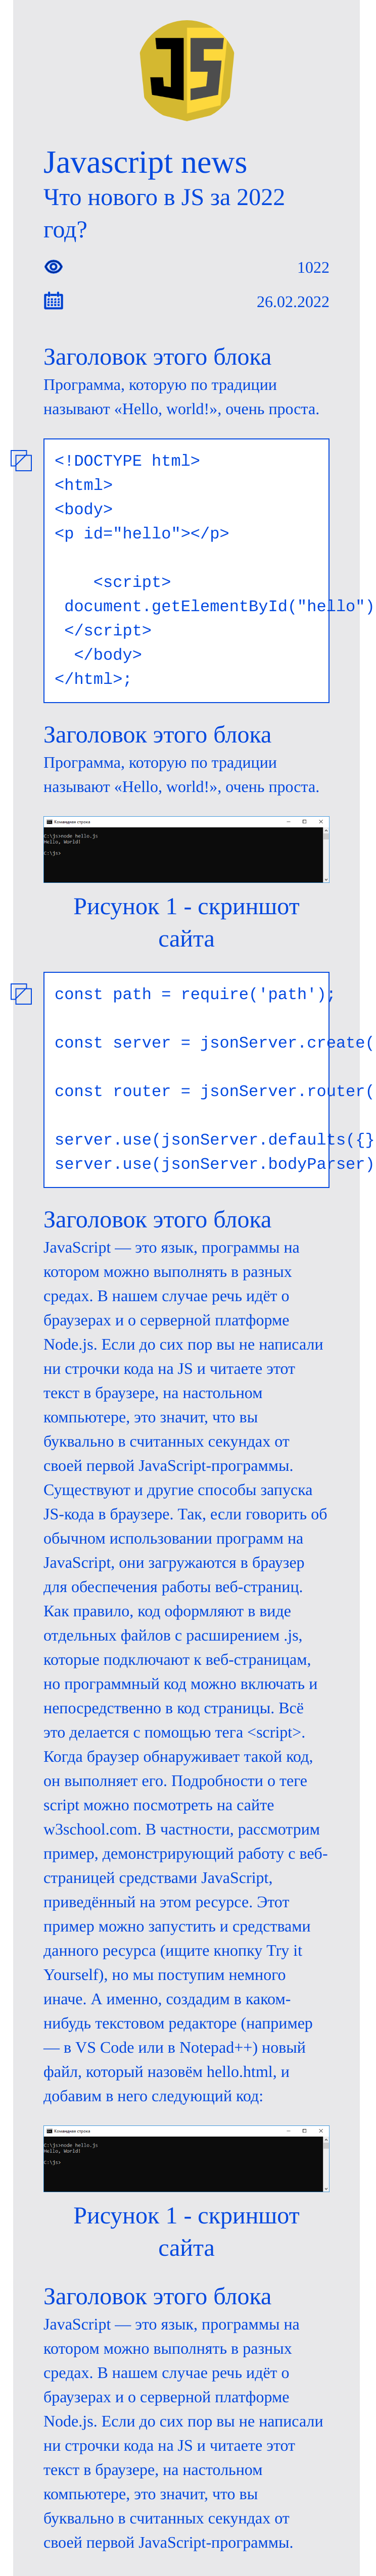 JS
Javascript news
Что нового в JS за 2022
год?
1022
26.02.2022
Заголовок этого блока
Программа, которую по традиции
называют «Hello, world!», очень проста.
<!DOCTYPE html>
<html>
<body>
<p id="hello"></p>
<script>
document.getElementById("hello")
</script>
</body>
</html>;
Заголовок этого блока
Программа, которую по традиции
называют «Hello, world!», очень проста.
Командная строка
C:\js>node hello.js
Hello, World!
C:\js>
Рисунок 1 - скриншот
сайта
const path = require('path');
const server = jsonServer.create(
const router = jsonServer.router(
server.use(jsonServer.defaults({}
server.use(jsonServer.bodyParser)
Заголовок этого блока
JavaScript — это язык, программы на
котором можно выполнять в разных
средах. В нашем случае речь идёт о
браузерах и о серверной платформе
Node.js. Если до сих пор вы не написали
ни строчки кода на JS и читаете этот
текст в браузере, на настольном
компьютере, это значит, что вы
буквально в считанных секундах от
своей первой JavaScript-программы.
Существуют и другие способы запуска
JS-кода в браузере. Так, если говорить об
обычном использовании программ на
JavaScript, они загружаются в браузер
для обеспечения работы веб-страниц.
Как правило, код оформляют в виде
отдельных файлов с расширением .js,
которые подключают к веб-страницам,
но программный код можно включать и
непосредственно в код страницы. Всё
это делается с помощью тега <script>.
Когда браузер обнаруживает такой код,
он выполняет его. Подробности о теге
script можно посмотреть на сайте
w3school.com. В частности, рассмотрим
пример, демонстрирующий работу с веб-
страницей средствами JavaScript,
приведённый на этом ресурсе. Этот
пример можно запустить и средствами
данного ресурса (ищите кнопку Try it
Yourself), но мы поступим немного
иначе. А именно, создадим в каком-
нибудь текстовом редакторе (например
— в VS Code или в Notepad++) новый
файл, который назовём hello.html, и
добавим в него следующий код:
Командная строка
C:\js>node hello.js
Hello, World!
C:\js>
Рисунок 1 - скриншот
сайта
Заголовок этого блока
JavaScript — это язык, программы на
котором можно выполнять в разных
средах. В нашем случае речь идёт о
браузерах и о серверной платформе
Node.js. Если до сих пор вы не написали
ни строчки кода на JS и читаете этот
текст в браузере, на настольном
компьютере, это значит, что вы
буквально в считанных секундах от
своей первой JavaScript-программы.